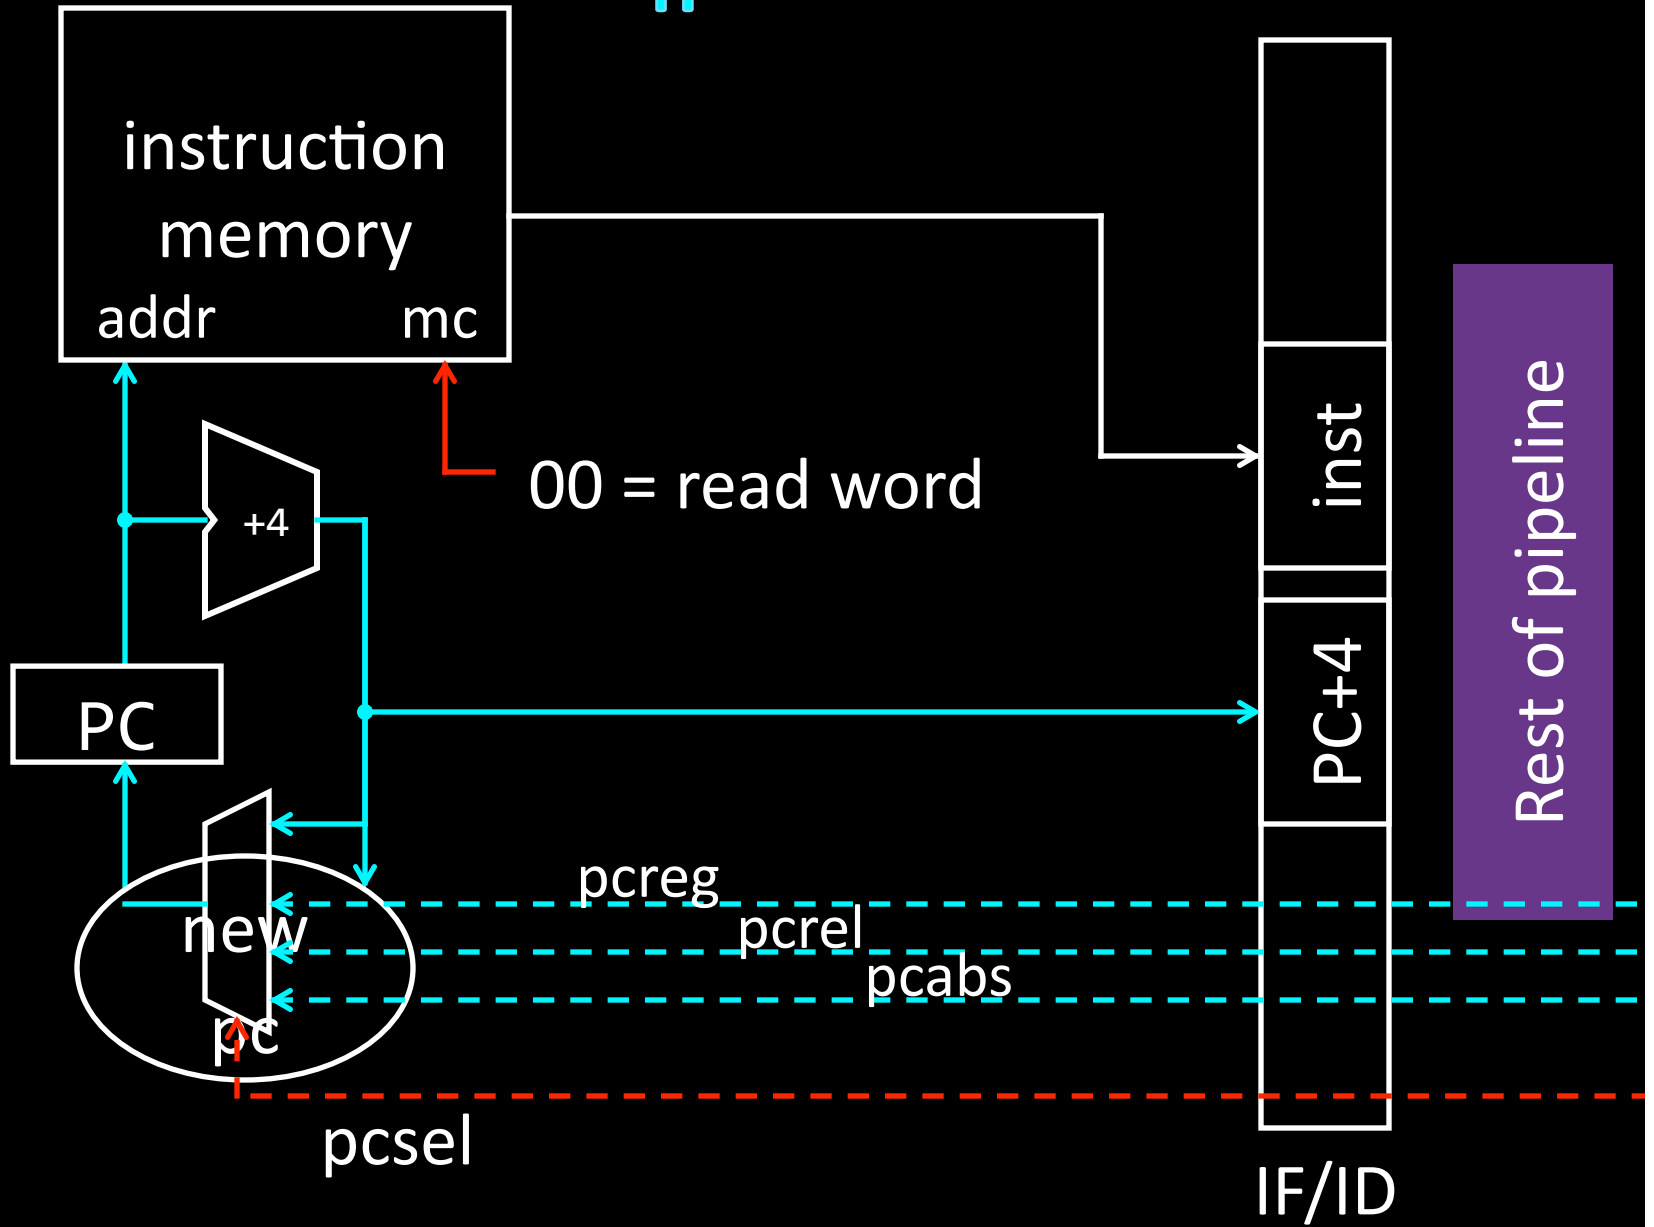 instruction
memory
addr
mc
+4
00 = read word
PC
inst
PC+4
Rest of pipeline
new
pc
pcreg
pcrel
pcabs
pcsel
IF/ID